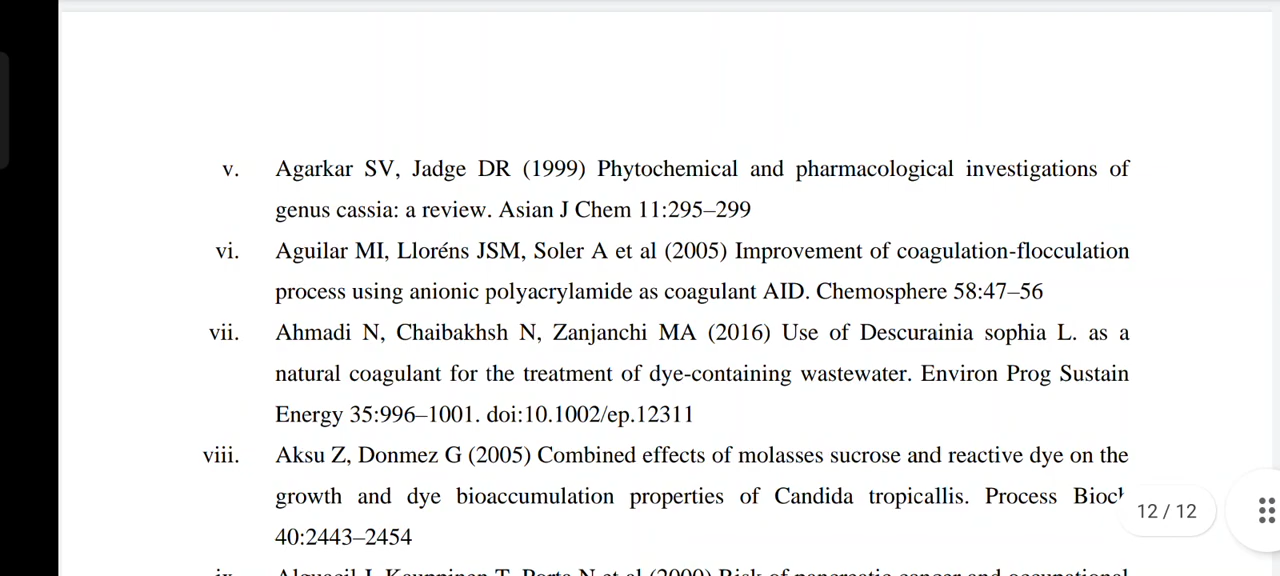 v. Agarkar SV, Jadge DR (1999) Phytochemical and pharmacological investigations of
genus cassia: a review. Asian J Chem 11:295–299
vi. Aguilar MI, Lloréns JSM, Soler A et al (2005) Improvement of coagulation-flocculation
process using anionic polyacrylamide as coagulant AID. Chemosphere 58:47–56
vii. Ahmadi N, Chaibakhsh N, Zanjanchi MA (2016) Use of Descurainia sophia L. as a
natural coagulant for the treatment of dye-containing wastewater. Environ Prog Sustain
Energy 35:996–1001. doi:10.1002/ep.12311
viii. Aksu Z, Donmez G (2005) Combined effects of molasses sucrose and reactive dye on the
growth and dye bioaccumulation properties of Candida tropicallis. Process
12 / 12
40:2443–2454